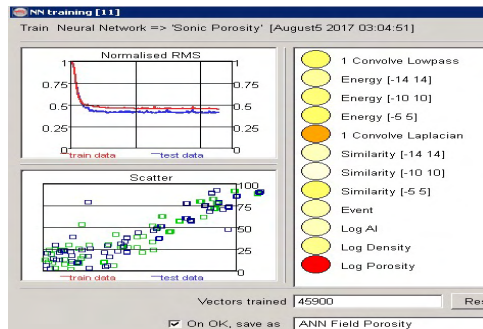 NN training [11]
Train Neural Network => 'Sonic Porosity' [August5 2017 03:04:51]
Normalised RMS
1
1
0.75
0.75
0.5
0.5
0.25
0.25
0
train data
test data
Scatter
100
75
50
25
0
train data
test data
1 Convolve Lowpass
Energy [-14 14]
Energy [-10 10]
Energy [-5 5]
1 Convolve Laplacian
Similarity [-14 14]
Similarity [-10 10]
Similarity [-5 5]
Event
Log AI
Log Density
Log Porosity
Vectors trained 45900
Res
On OK, save as ANN Field Porosity